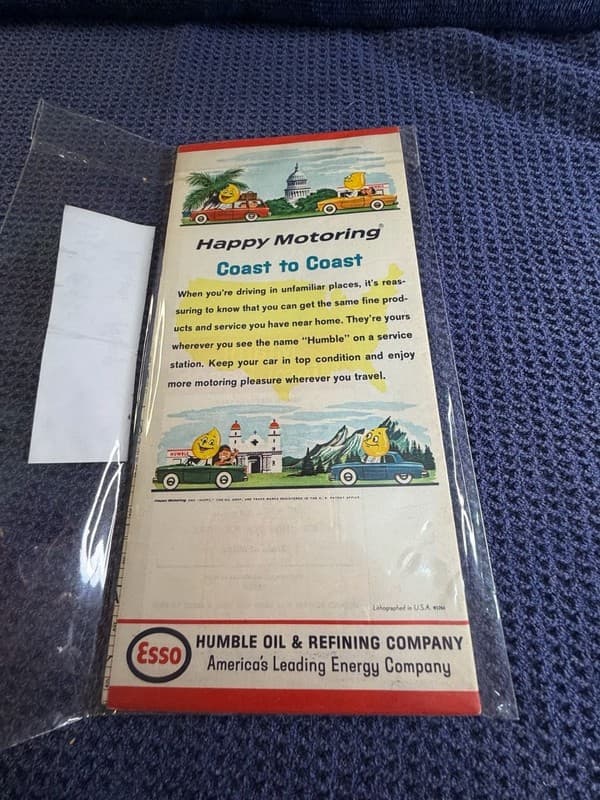 Happy Motoring®
Coast to Coast
When you're driving in unfamiliar places, it's reas-
suring to know that you can get the same fine prod-
ucts and service you have near home. They're yours
wherever you see the name "Humble" on a service
station. Keep your car in top condition and enjoy
more motoring pleasure wherever you travel.
HUMBLE
Lithographed in U.S.A.
Esso
HUMBLE OIL & REFINING COMPANY
America's Leading Energy Company